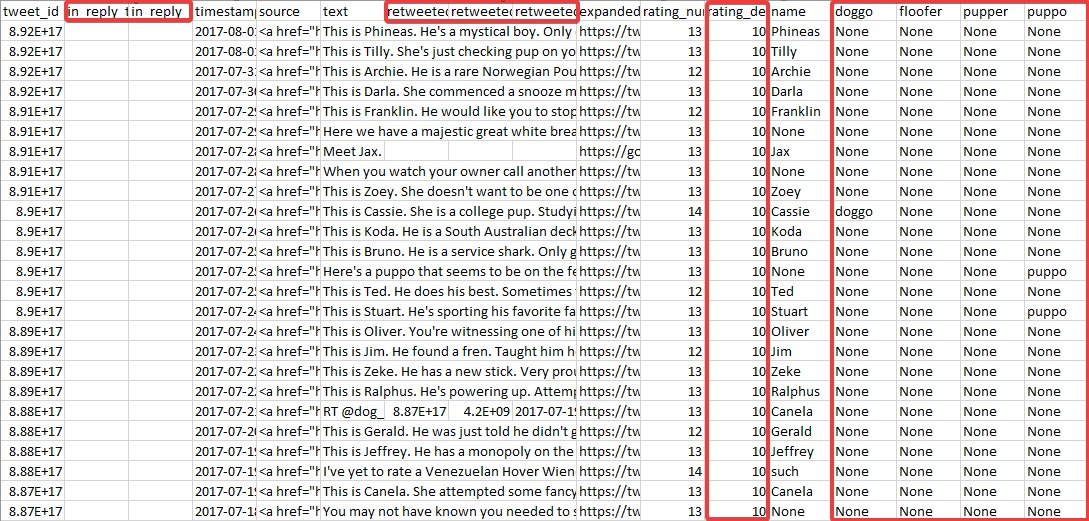 tweet_id in_reply_t in_reply_t timestamp source text retweeted retweeted retweeted expanded rating_nur rating_de name doggo floofer pupper puppo
8.92E+17 2017-08-01 <a href="h This is Phineas. He's a mystical boy. Only https://tw 13 10 Phineas None None None None
8.92E+17 2017-08-01 <a href="h This is Tilly. She's just checking pup on yo https://tw 13 10 Tilly None None None None
8.92E+17 2017-07-31 <a href="h This is Archie. He is a rare Norwegian Pou https://tw 12 10 Archie None None None None
8.92E+17 2017-07-30 <a href="h This is Darla. She commenced a snooze m https://tw 13 10 Darla None None None None
8.91E+17 2017-07-29 <a href="h This is Franklin. He would like you to stop https://tw 12 10 Franklin None None None None
8.91E+17 2017-07-29 <a href="h Here we have a majestic great white brea https://tw 13 10 None None None None None
8.91E+17 2017-07-28 <a href="h Meet Jax. https://gc 13 10 Jax None None None None
8.91E+17 2017-07-28 <a href="h When you watch your owner call another https://tw 13 10 None None None None None
8.91E+17 2017-07-27 <a href="h This is Zoey. She doesn't want to be one o https://tw 13 10 Zoey None None None None
8.9E+17 2017-07-26 <a href="h This is Cassie. She is a college pup. Studyi https://tw 14 10 Cassie doggo None None None
8.9E+17 2017-07-26 <a href="h This is Koda. He is a South Australian deck https://tw 13 10 Koda None None None None
8.9E+17 2017-07-25 <a href="h This is Bruno. He is a service shark. Only g https://tw 13 10 Bruno None None None None
8.9E+17 2017-07-25 <a href="h Here's a puppo that seems to be on the fe https://tw 13 10 None None None None puppo
8.9E+17 2017-07-25 <a href="h This is Ted. He does his best. Sometimes https://tw 12 10 Ted None None None None
8.9E+17 2017-07-24 <a href="h This is Stuart. He's sporting his favorite fa https://tw 13 10 Stuart None None None puppo
8.89E+17 2017-07-24 <a href="h This is Oliver. You're witnessing one of hi https://tw 13 10 Oliver None None None None
8.89E+17 2017-07-23 <a href="h This is Jim. He found a fren. Taught him h https://tw 12 10 Jim None None None None
8.89E+17 2017-07-22 <a href="h This is Zeke. He has a new stick. Very prou https://tw 13 10 Zeke None None None None
8.89E+17 2017-07-22 <a href="h This is Ralphus. He's powering up. Attemp https://tw 13 10 Ralphus None None None None
8.88E+17 2017-07-21 <a href="h RT @dog_ 8.87E+17 4.2E+09 2017-07-19 https://tw 13 10 Canela None None None None
8.88E+17 2017-07-20 <a href="h This is Gerald. He was just told he didn't g https://tw 12 10 Gerald None None None None
8.88E+17 2017-07-19 <a href="h This is Jeffrey. He has a monopoly on the https://tw 13 10 Jeffrey None None None None
8.88E+17 2017-07-19 <a href="h I've yet to rate a Venezuelan Hover Wien https://tw 14 10 such None None None None
8.87E+17 2017-07-19 <a href="h This is Canela. She attempted some fancy https://tw 13 10 Canela None None None None
8.87E+17 2017-07-18 <a href="h You may not have known you needed to s https://tw 13 10 None None None None None